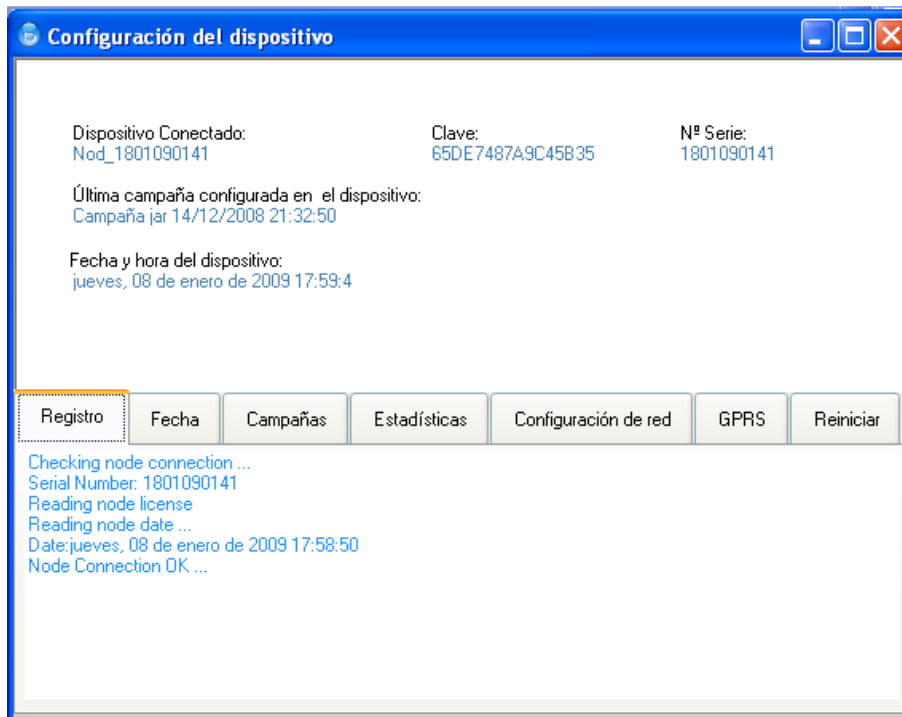 Configuración del dispositivo
Dispositivo Conectado: Clave: Nº Serie:
Nod_1801090141 65DE7487A9C45B35 1801090141
Última campaña configurada en el dispositivo:
Campaña jar 14/12/2008 21:32:50
Fecha y hora del dispositivo:
jueves, 08 de enero de 2009 17:59:4
Registro Fecha Campañas Estadísticas Configuración de red GPRS Reiniciar
Checking node connection ...
Serial Number: 1801090141
Reading node license
Reading node date ...
Date:jueves, 08 de enero de 2009 17:58:50
Node Connection OK ...